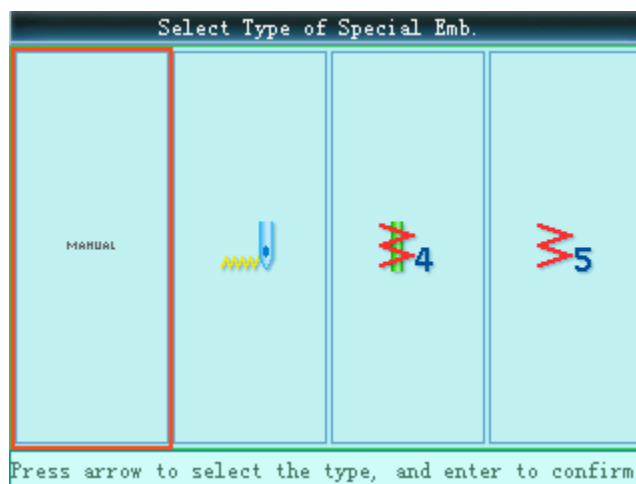 Select Type of Special Emb.
MANUAL
4
5
Press arrow to select the type, and enter to confirm